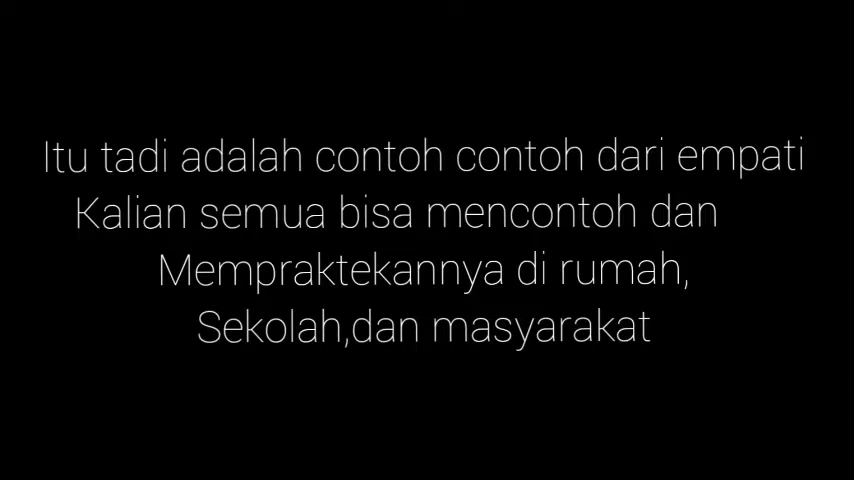 Itu tadi adalah contoh contoh dari empati
Kalian semua bisa mencontoh dan
Mempraktekannya di rumah,
Sekolah,dan masyarakat